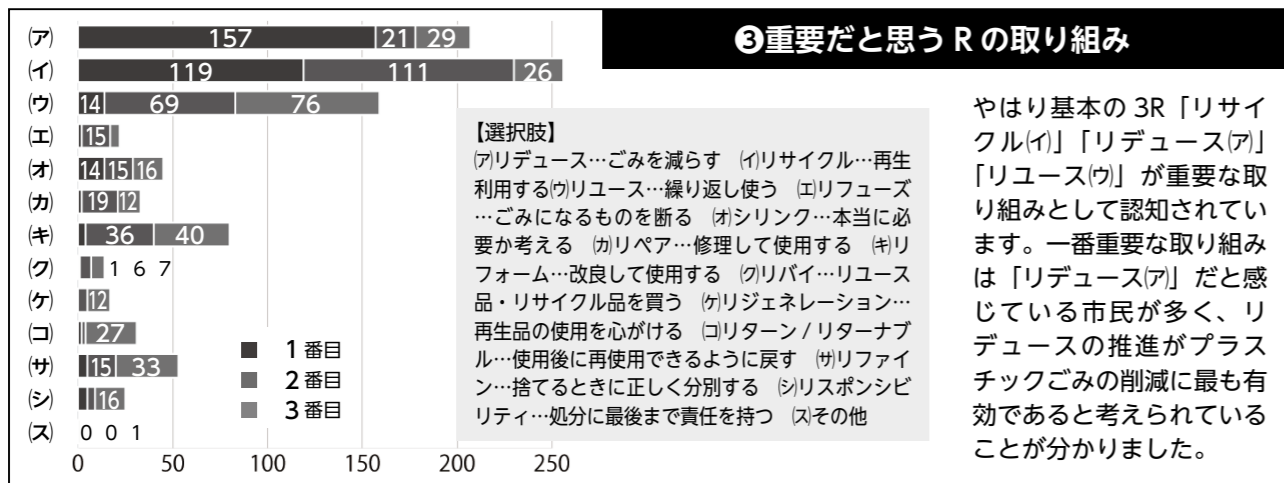 ❸重要だと思う R の取り組み
㋐ 157 21 29
㋑ 119 111 26
㋒ 14 69 76
㋓ 15
㋔ 14 15 16
㋕ 19 12
㋖ 36 40
㋗ 1 6 7
㋘ 12
㋙ 27
㋚ 15 33
㋛ 16
㋜ 0 0 1
0 50 100 150 200 250
1 番目
2 番目
3 番目
【選択肢】
㋐リデュース…ごみを減らす ㋑リサイクル…再生
利用する㋒リユース…繰り返し使う ㋓リフューズ
…ごみになるものを断る ㋔シリンク…本当に必
要か考える ㋕リペア…修理して使用する ㋖リ
フォーム…改良して使用する ㋗リバイ…リユース
品・リサイクル品を買う ㋘リジェネレーション…
再生品の使用を心がける ㋙リターン / リターナブ
ル…使用後に再使用できるように戻す ㋚リファイ
ン…捨てるときに正しく分別する ㋛リスポンシビ
リティ…処分に最後まで責任を持つ ㋜その他
やはり基本の 3R「リサイ
クル㋑」「リデュース㋐」
「リユース㋒」が重要な取
り組みとして認知されてい
ます。一番重要な取り組み
は「リデュース㋐」だと感
じている市民が多く、リ
デュースの推進がプラス
チックごみの削減に最も有
効であると考えられている
ことが分かりました。